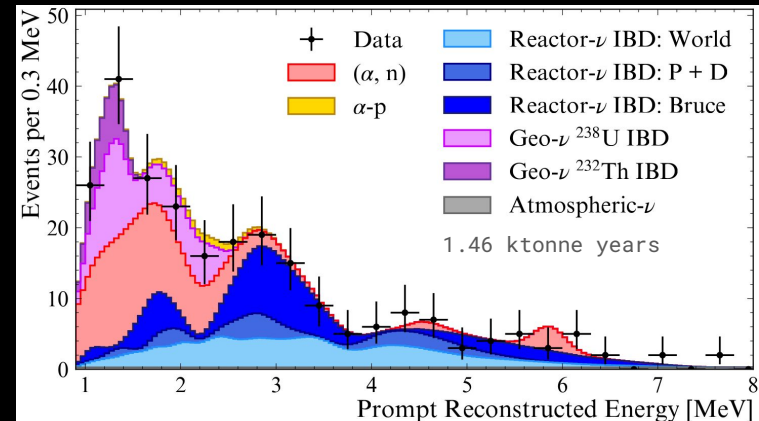 50
40
30
20
10
0
Events per 0.3 MeV
Data
(α, n)
α-p
Reactor-ν IBD: World
Reactor-ν IBD: P + D
Reactor-ν IBD: Bruce
Geo-ν ²³⁸U IBD
Geo-ν ²³²Th IBD
Atmospheric-ν
1.46 ktonne years
1 2 3 4 5 6 7 8
Prompt Reconstructed Energy [MeV]